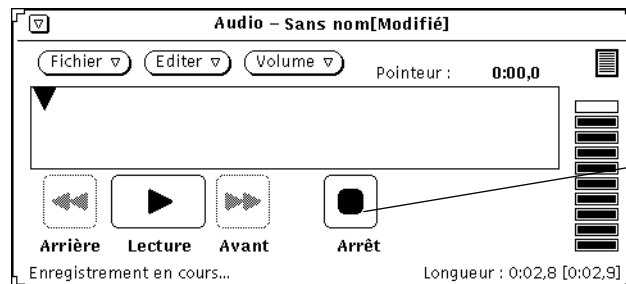 Audio – Sans nom[Modifié]
Fichier Editer Volume Pointeur : 0:00,0
Arrière Lecture Avant Arrêt
Enregistrement en cours... Longueur : 0:02,8 [0:02,9]